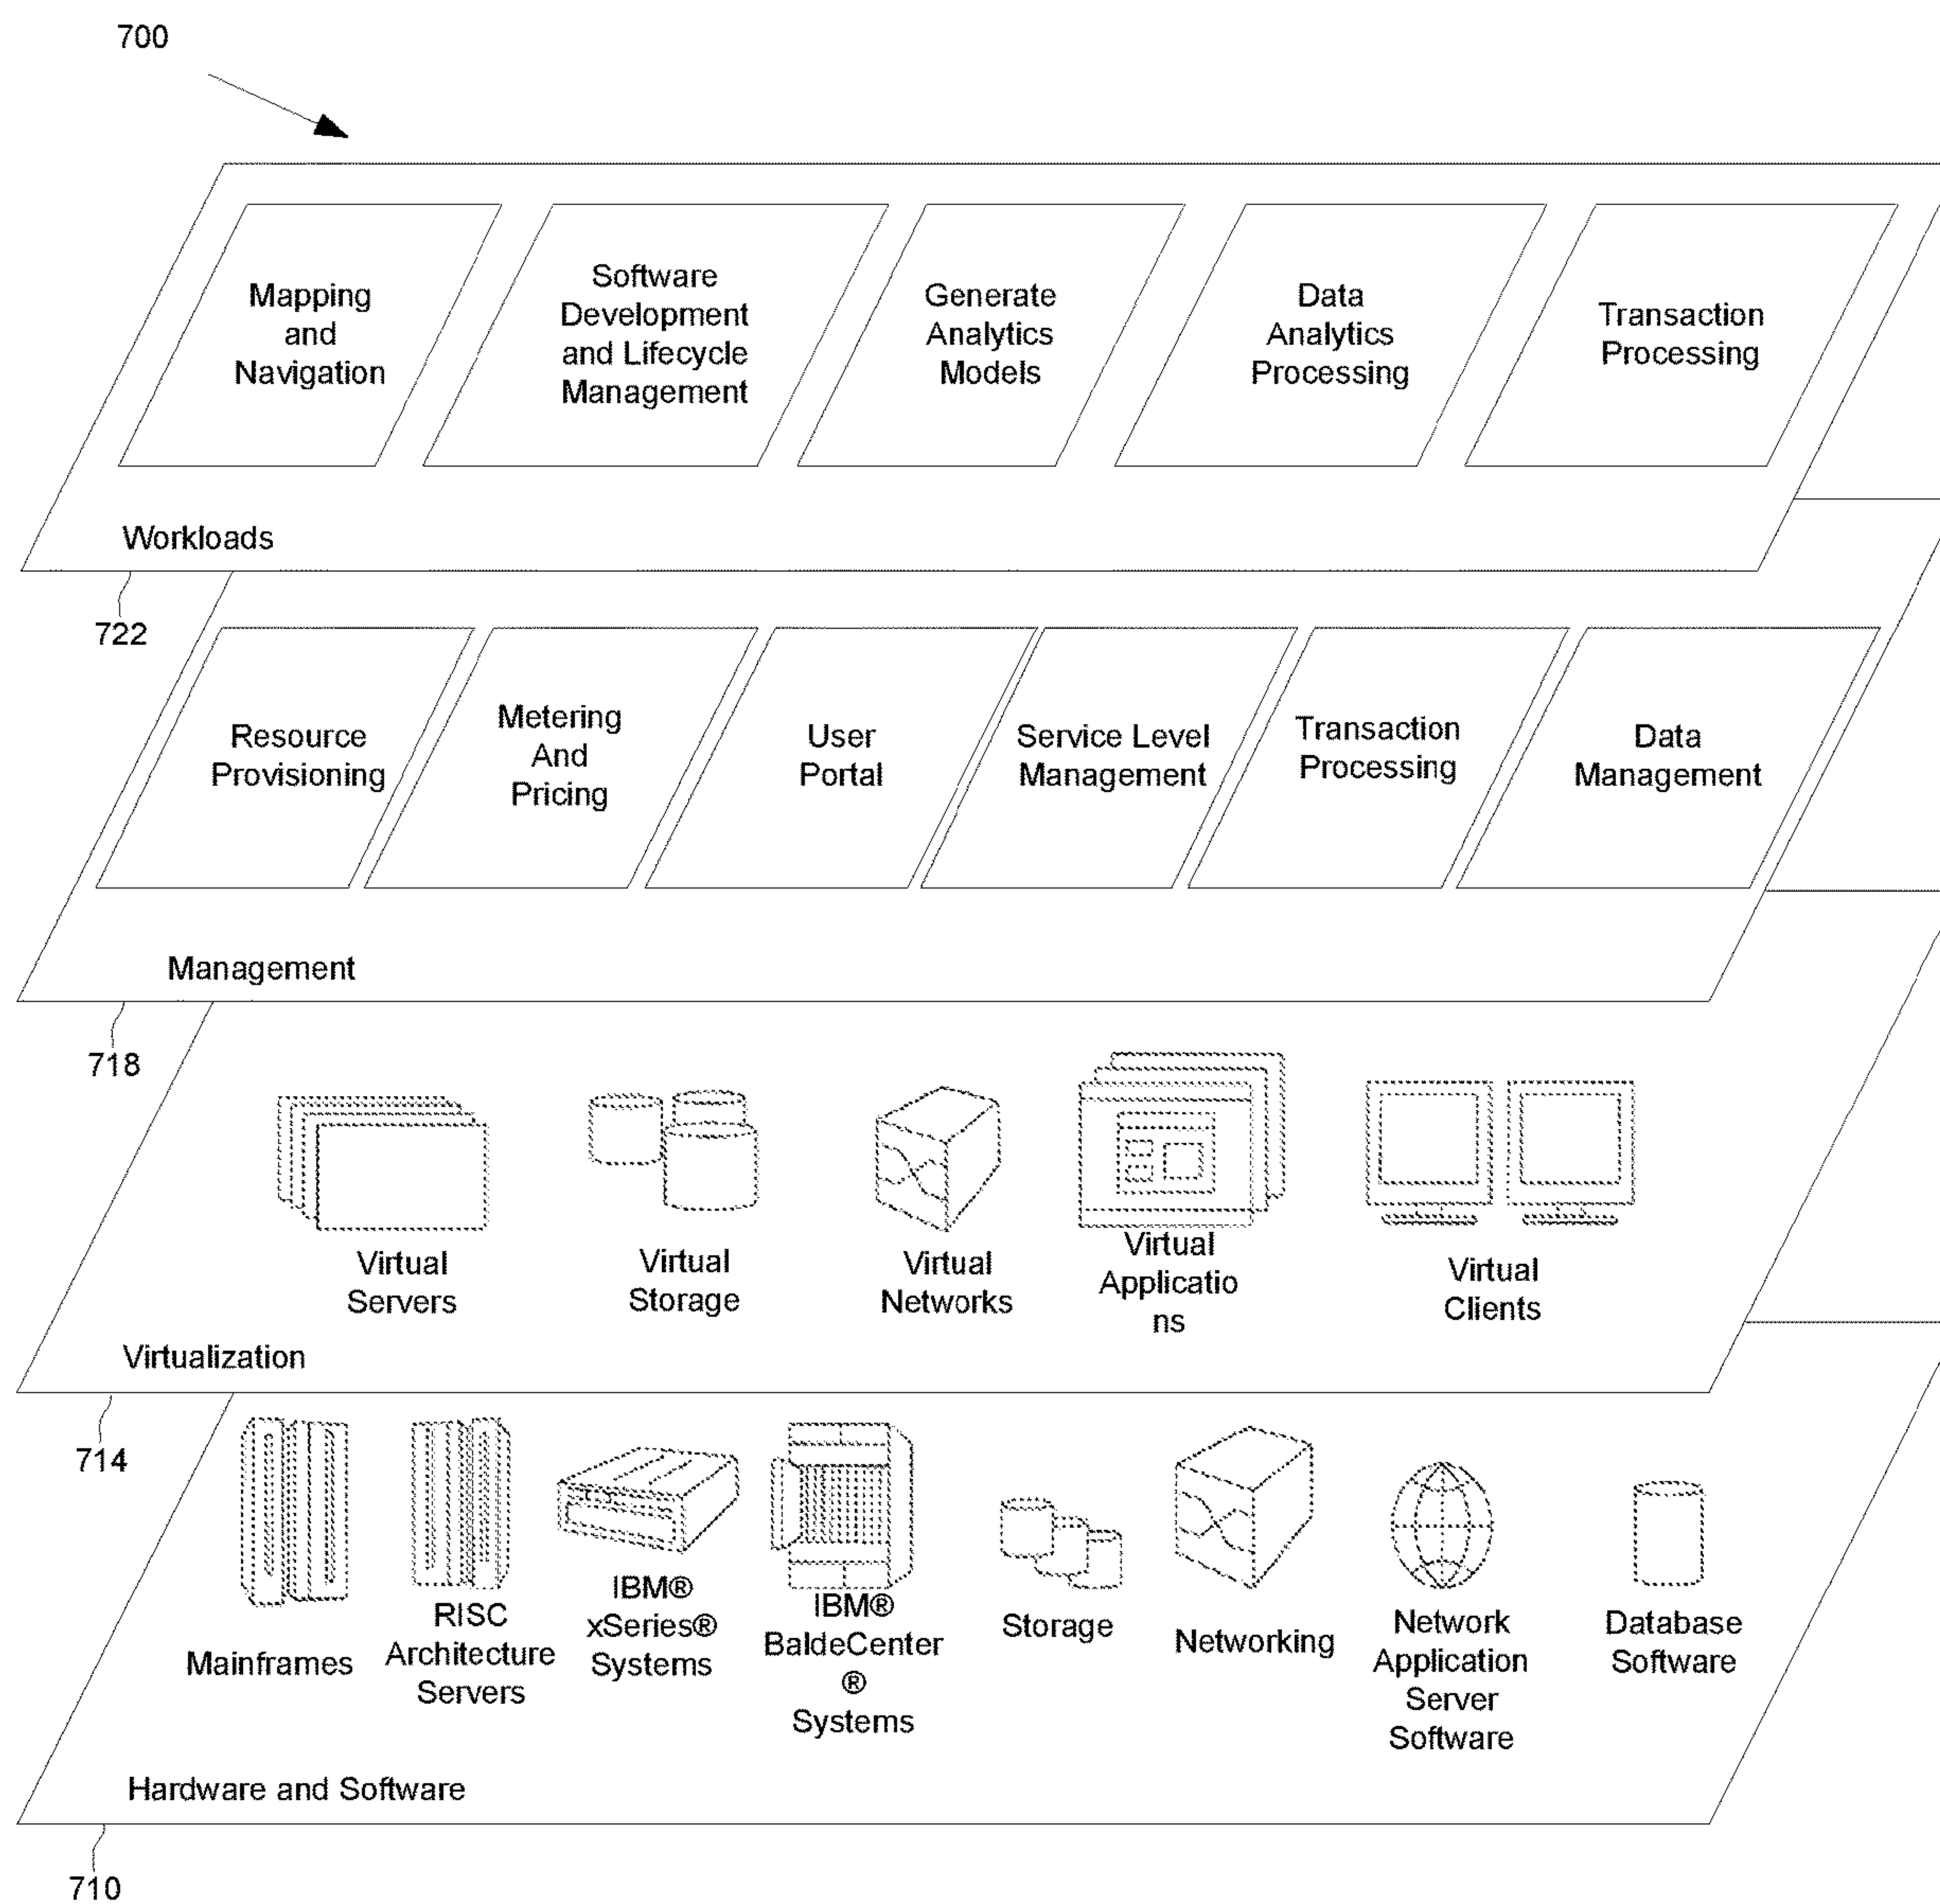 700
Mapping
and
Navigation
Software
Development
and Lifecycle
Management
Generate
Analytics
Models
Data
Analytics
Processing
Transaction
Processing
Workloads
722
Resource
Provisioning
Metering
And
Pricing
User
Portal
Service Level
Management
Transaction
Processing
Data
Management
Management
718
Virtual
Servers
Virtual
Storage
Virtual
Networks
Virtual
Applicatio
ns
Virtual
Clients
Virtualization
714
Mainframes
RISC
Architecture
Servers
IBM®
xSeries®
Systems
IBM®
BaldeCenter
®
Systems
Storage
Networking
Network
Application
Server
Software
Database
Software
Hardware and Software
710